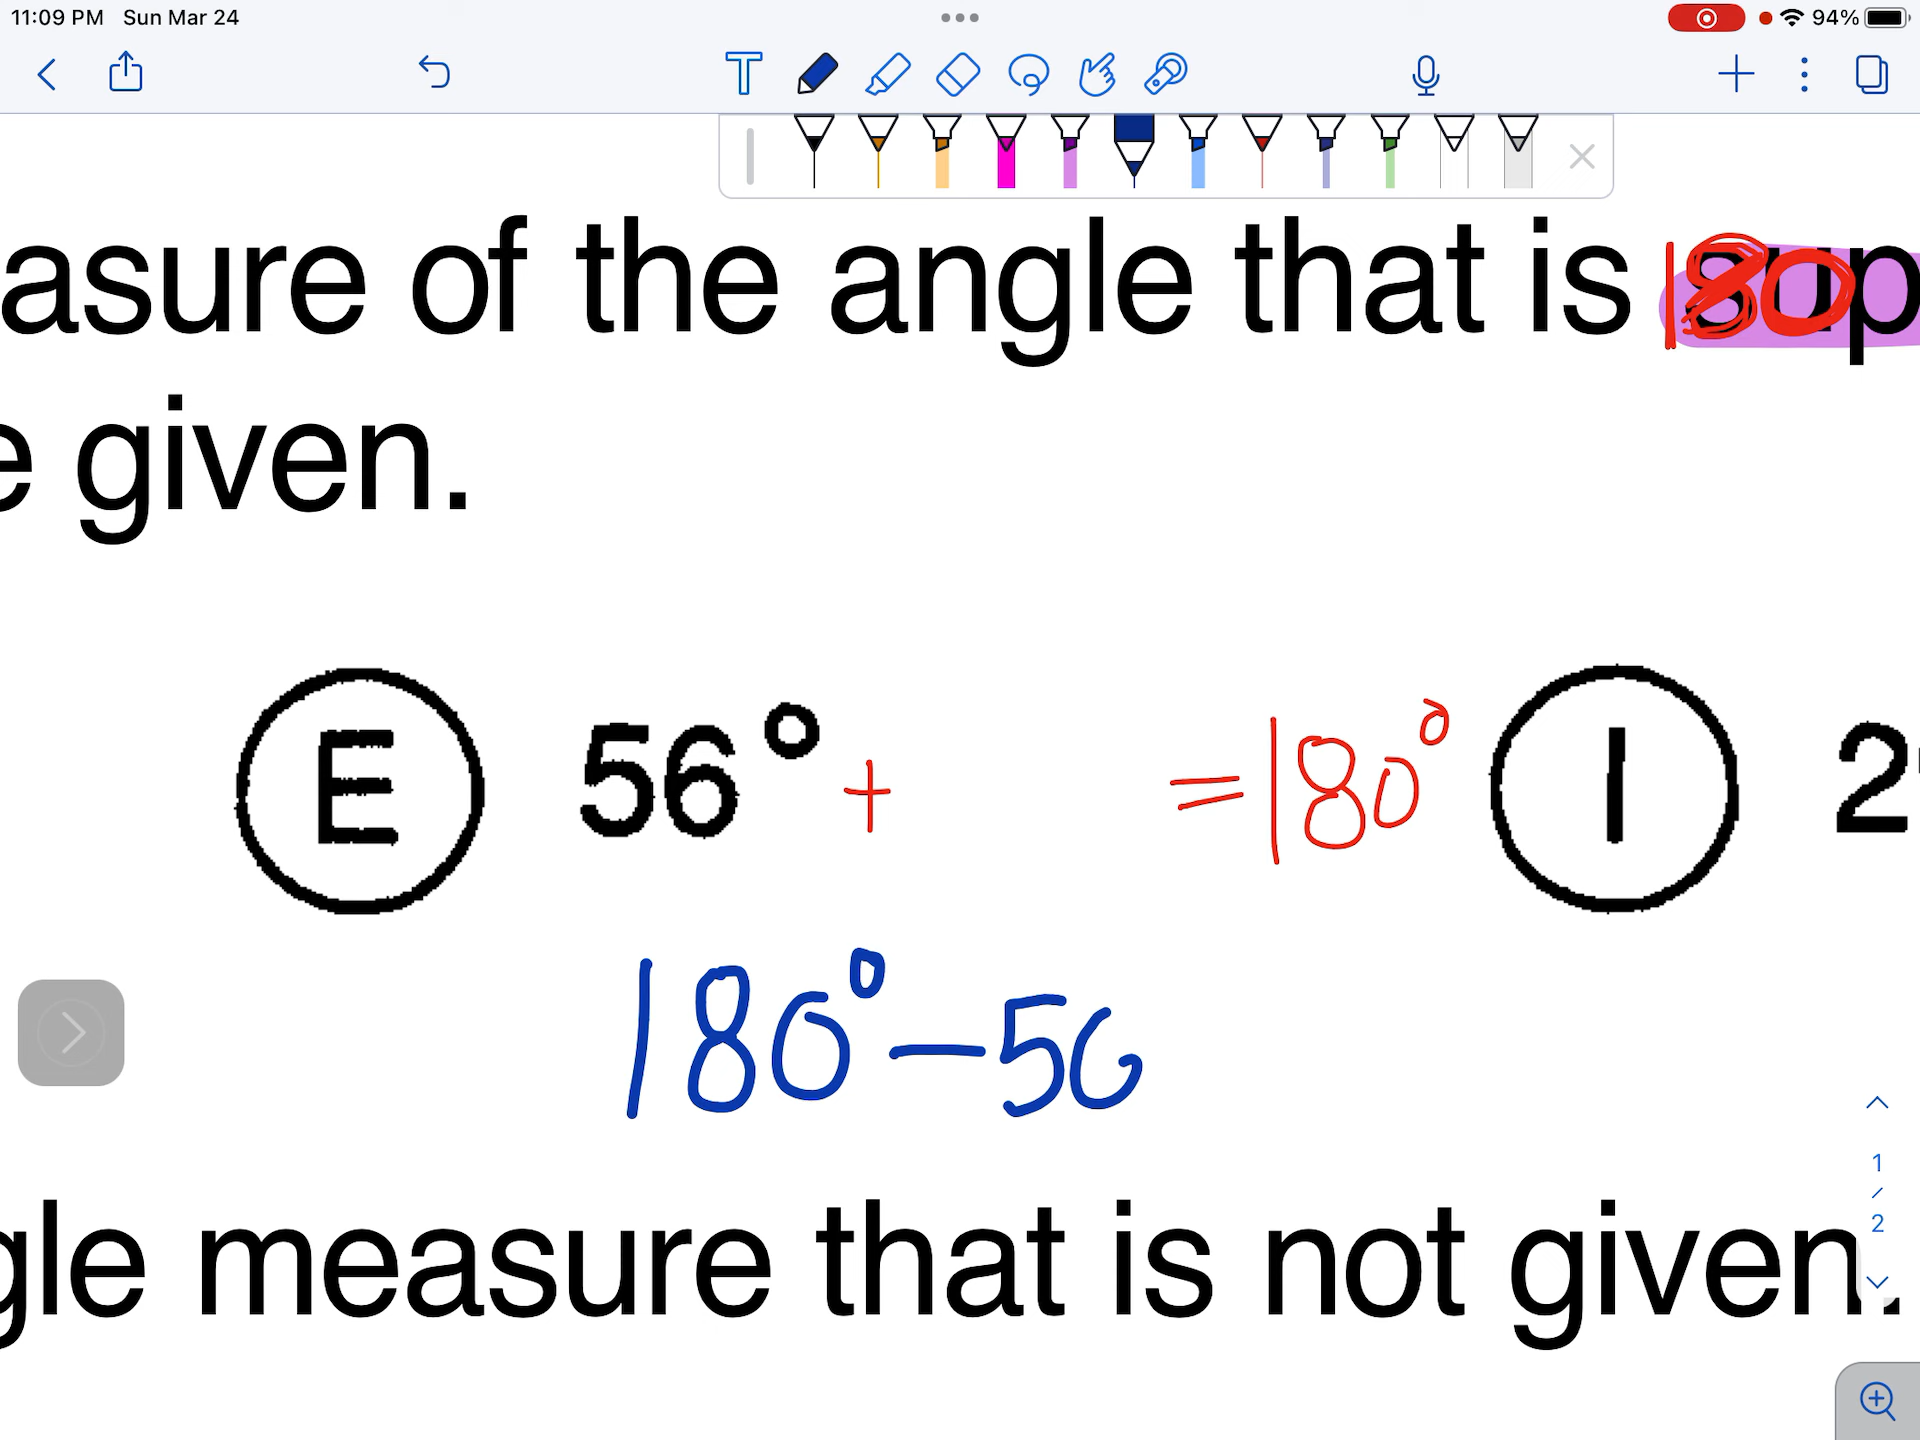 11:09 PM Sun Mar 24
94%
T
asure of the angle that is sup
180
e given.
E 56° + =180° I 2
180° – 56
gle measure that is not given.
1
/
2